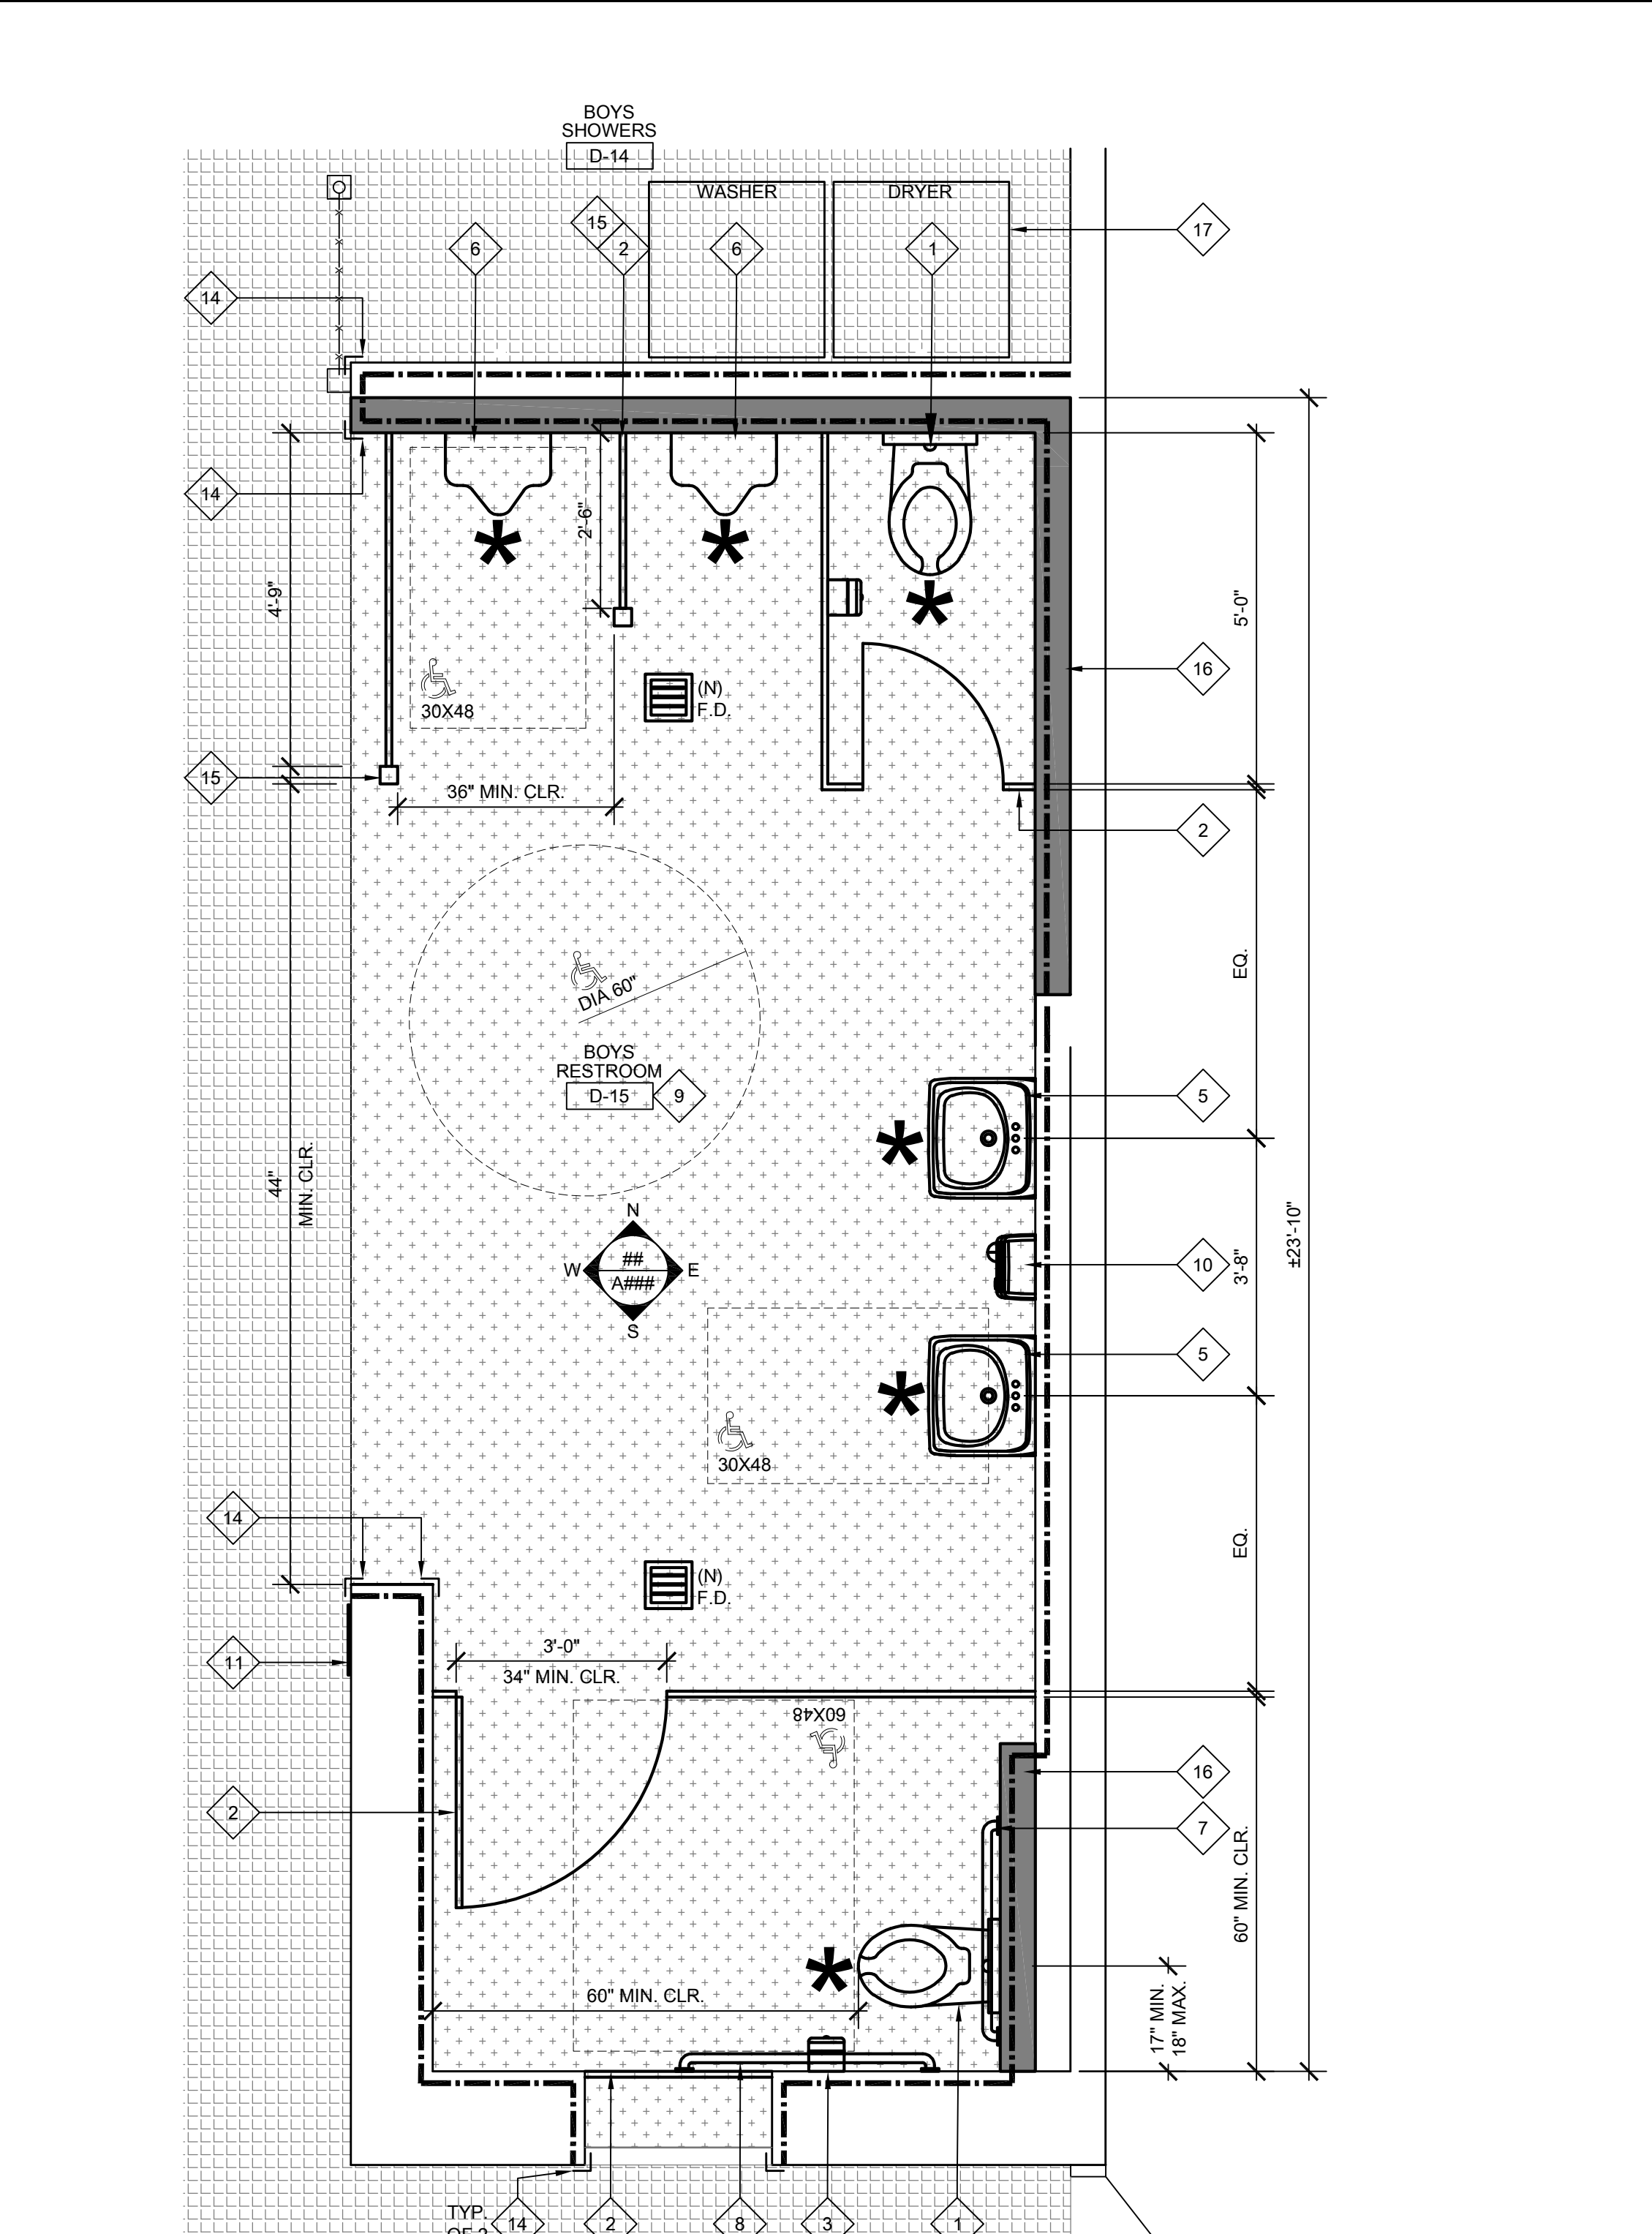 BOYS
SHOWERS
D-14
WASHER
DRYER
15
6
2
6
1
17
14
14
2'-6"
4'-9"
5'-0"
16
30X48
(N)
F.D.
15
36" MIN. CLR.
2
EQ.
DIA 60"
BOYS
RESTROOM
D-15
9
5
44"
MIN. CLR.
N
##
W
E
A###
S
10
3'-8"
±23'-10"
5
30X48
14
EQ.
(N)
F.D.
3'-0"
34" MIN. CLR.
11
60X48
16
2
7
60" MIN. CLR.
60" MIN. CLR.
17" MIN.
18" MAX.
TYP.
14
2
8
3
1